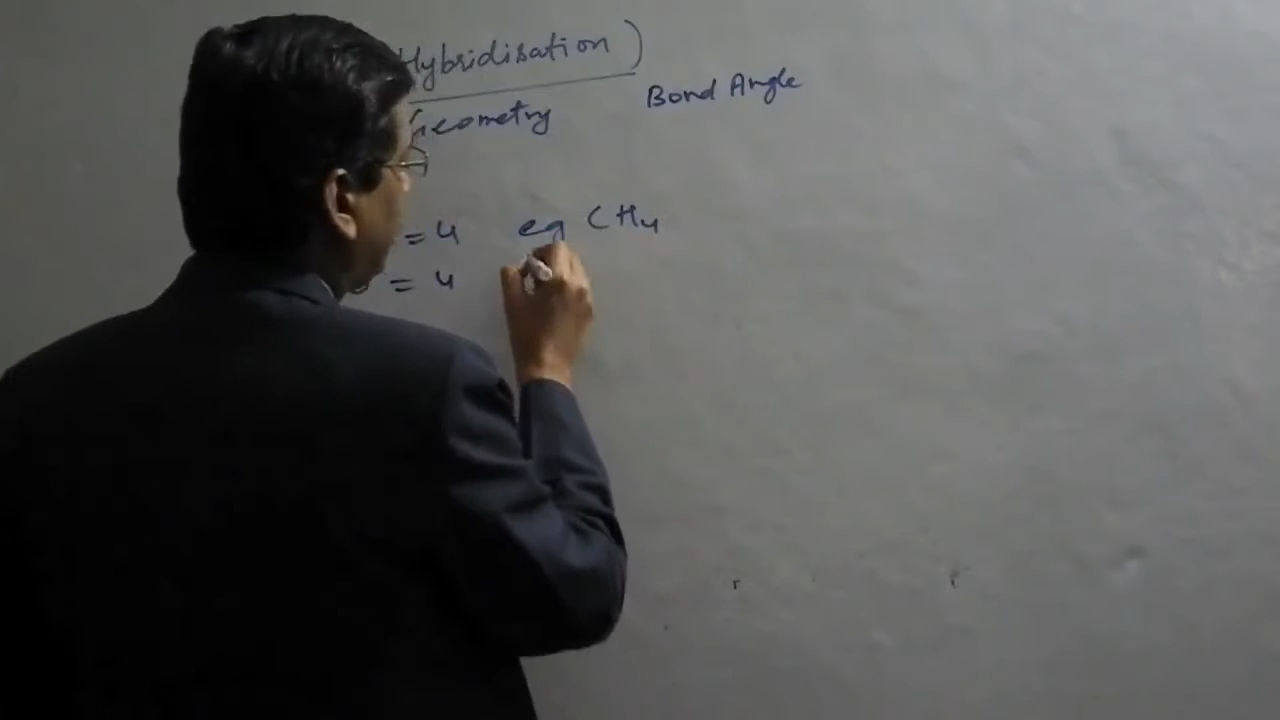 Hybridisation)
Geometry Bond Angle
= 4 eg CH4
= 4